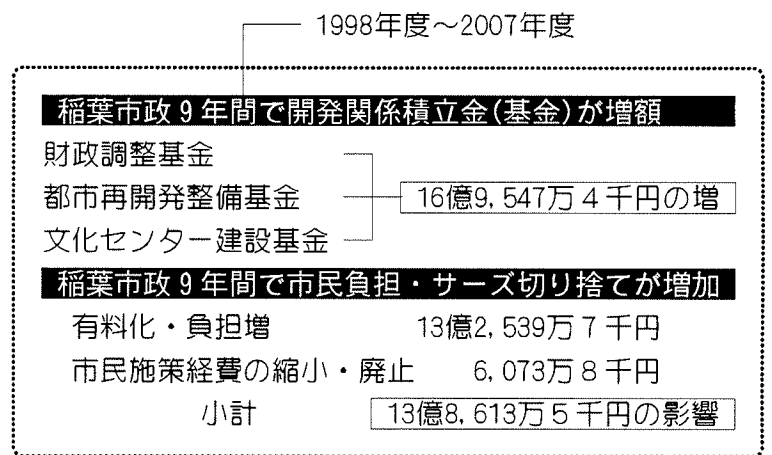 1998年度～2007年度
稲葉市政9年間で開発関係積立金(基金)が増額
財政調整基金
都市再開発整備基金 16億9,547万4千円の増
文化センター建設基金
稲葉市政9年間で市民負担・サーズ切り捨てが増加
有料化・負担増 13億2,539万7千円
市民施策経費の縮小・廃止 6,073万8千円
小計 13億8,613万5千円の影響